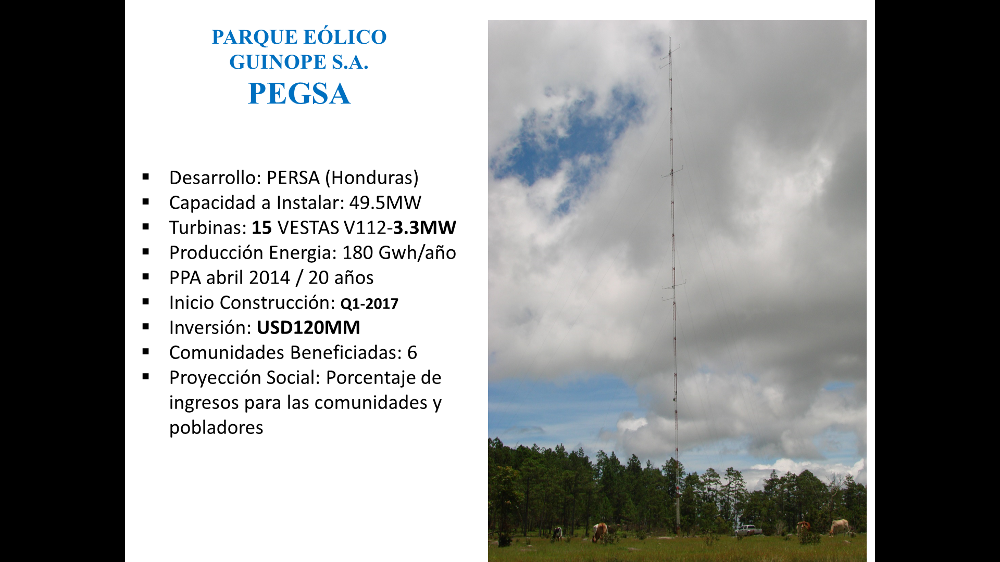 PARQUE EÓLICO
GUINOPE S.A.
PEGSA
▪ Desarrollo: PERSA (Honduras)
▪ Capacidad a Instalar: 49.5MW
▪ Turbinas: 15 VESTAS V112-3.3MW
▪ Producción Energia: 180 Gwh/año
▪ PPA abril 2014 / 20 años
▪ Inicio Construcción: Q1-2017
▪ Inversión: USD120MM
▪ Comunidades Beneficiadas: 6
▪ Proyección Social: Porcentaje de
ingresos para las comunidades y
pobladores